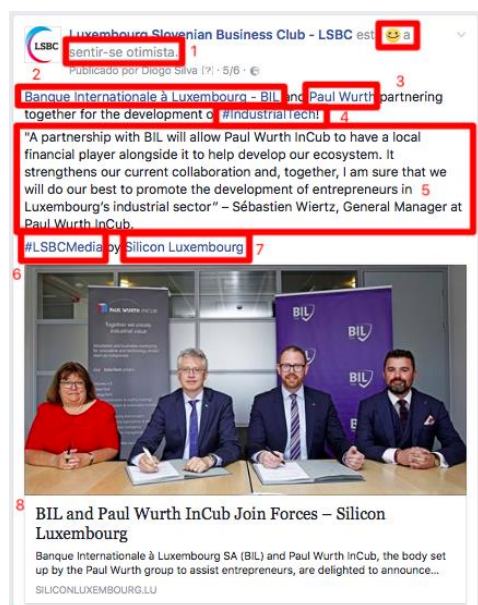 Luxembourg Slovenian Business Club - LSBC está 😊 a
sentir-se otimista. 1
LSBC
2
Publicado por Diogo Silva [?] · 5/6 ·
3
Banque Internationale à Luxembourg - BIL and Paul Wurth partnering
together for the development of #IndustrialTech! 4
"A partnership with BIL will allow Paul Wurth InCub to have a local
financial player alongside it to help develop our ecosystem. It
strengthens our current collaboration and, together, I am sure that we
will do our best to promote the development of entrepreneurs in 5
Luxembourg's industrial sector" – Sébastien Wiertz, General Manager at
Paul Wurth InCub.
#LSBCMedia by Silicon Luxembourg 7
6
PAUL WURTH INCUB
Together we create
industrial value
BIL
BIL
BIL
8
BIL and Paul Wurth InCub Join Forces – Silicon
Luxembourg
Banque Internationale à Luxembourg SA (BIL) and Paul Wurth InCub, the body set
up by the Paul Wurth group to assist entrepreneurs, are delighted to announce...
SILICONLUXEMBOURG.LU